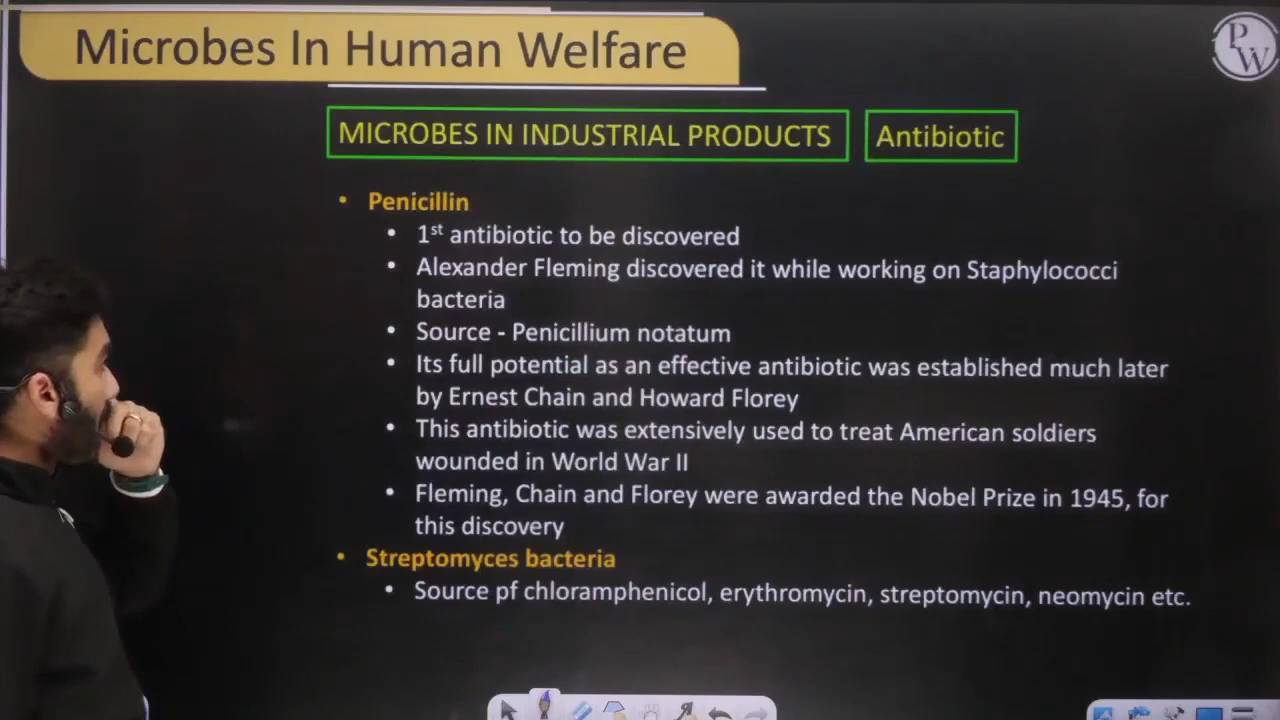 Microbes In Human Welfare
PW
MICROBES IN INDUSTRIAL PRODUCTS
Antibiotic
• Penicillin
• 1st antibiotic to be discovered
• Alexander Fleming discovered it while working on Staphylococci
bacteria
• Source - Penicillium notatum
• Its full potential as an effective antibiotic was established much later
by Ernest Chain and Howard Florey
• This antibiotic was extensively used to treat American soldiers
wounded in World War II
• Fleming, Chain and Florey were awarded the Nobel Prize in 1945, for
this discovery
• Streptomyces bacteria
• Source pf chloramphenicol, erythromycin, streptomycin, neomycin etc.